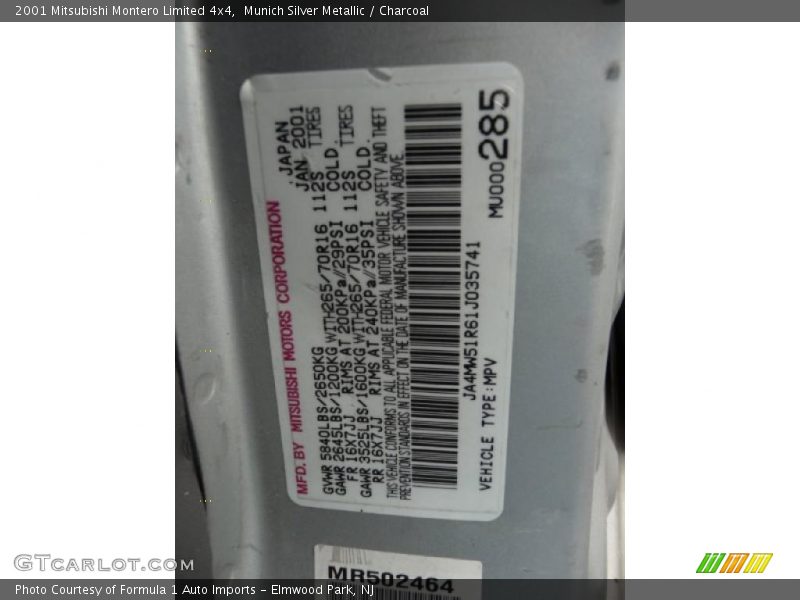 2001 Mitsubishi Montero Limited 4x4,  Munich Silver Metallic / Charcoal
MFD. BY MITSUBISHI MOTORS CORPORATION JAPAN
JAN 2001
GVWR 5840LBS/2650KG
GAWR 2645LBS/1200KG WITH265/70R16 112S TIRES
FR 16X7JJ RIMS AT 200KPa//29PSI COLD.
GAWR 3525LBS/1600KG WITH265/70R16 112S TIRES
RR 16X7JJ RIMS AT 240KPa//35PSI COLD.
THIS VEHICLE CONFORMS TO ALL APPLICABLE FEDERAL MOTOR VEHICLE SAFETY AND THEFT
PREVENTION STANDARDS IN EFFECT ON THE DATE OF MANUFACTURE SHOWN ABOVE
JA4MW51R61J035741
VEHICLE TYPE:MPV MU000285
MR502464
GTCARLOT.COM
Photo Courtesy of Formula 1 Auto Imports – Elmwood Park, NJ